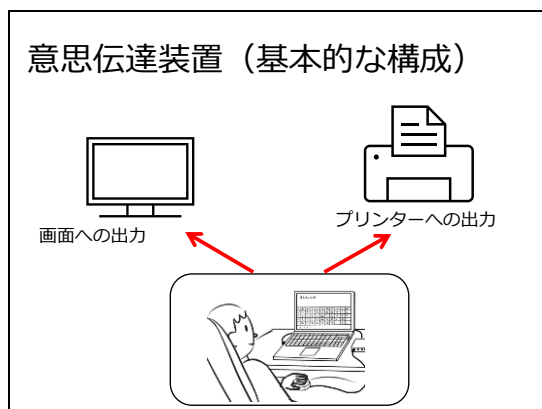 意思伝達装置（基本的な構成）
画面への出力
プリンターへの出力